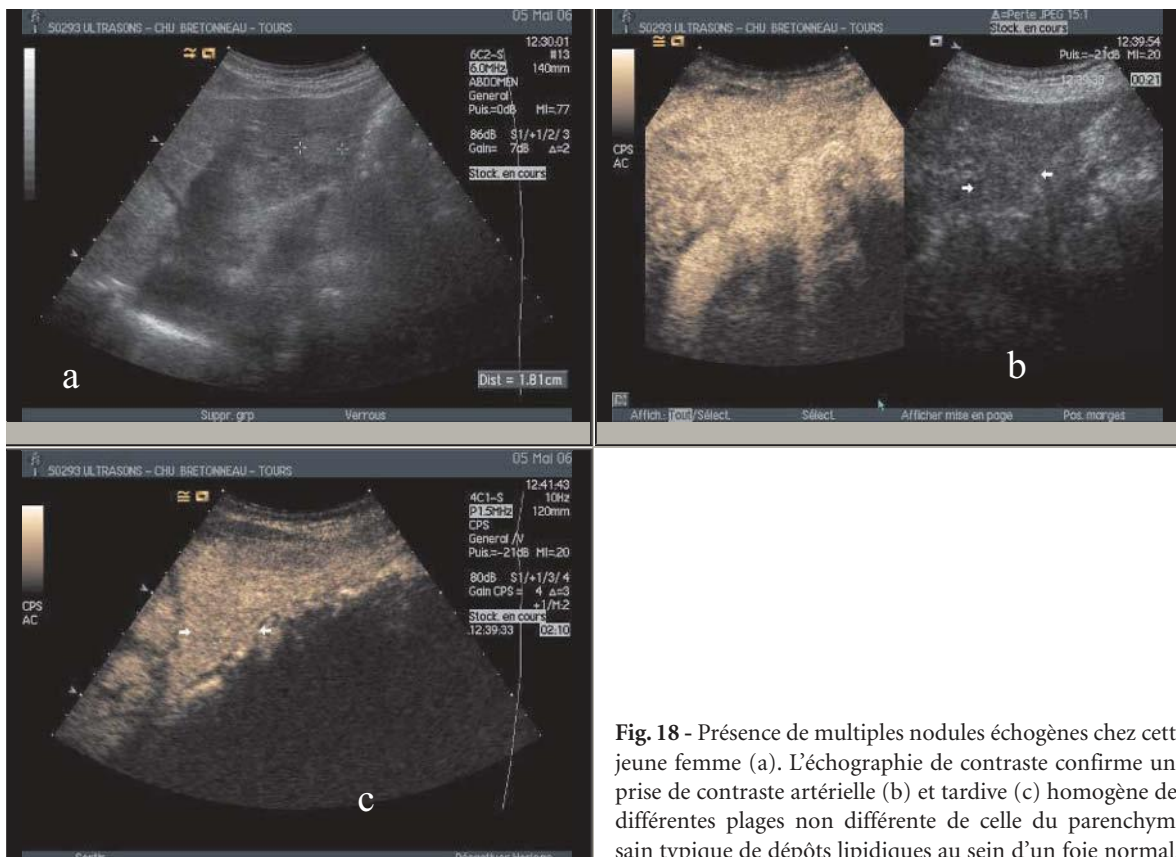 05 Mai 06
50293 ULTRASONS - CHU BRETONNEAU - TOURS
12:30:01
6C2-S #13
6.0MHz 140mm
ABDOMEN
General
Puis.=0dB MI=.77
86dB S1/+1/2/ 3
Gain= 7dB Δ=2
Stock. en cours
a
Dist = 1.81cm
Suppr. grp Verrous
Δ=Perte JPEG 15:1
50293 ULTRASONS - CHU BRETONNEAU - TOURS
Stock. en cours
12:39:54
Puis.=-21dB MI=.20
12:39:33 00:21
CPS
AC
b
Affich.: Tout/Sélect. Sélect. Afficher mise en page Pos. marges
05 Mai 06
50293 ULTRASONS - CHU BRETONNEAU - TOURS
12:41:43
4C1-S 10Hz
P1.5MHz 120mm
CPS
General /V
Puis.=-21dB MI=.20
80dB S1/+1/3/ 4
Gain CPS = 4 Δ=3
+1/M:2
Stock. en cours
12:39:33 02:10
CPS
AC
c
Fig. 18 - Présence de multiples nodules échogènes chez cett
jeune femme (a). L'échographie de contraste confirme un
prise de contraste artérielle (b) et tardive (c) homogène de
différentes plages non différente de celle du parenchym
sain typique de dépôts lipidiques au sein d'un foie normal